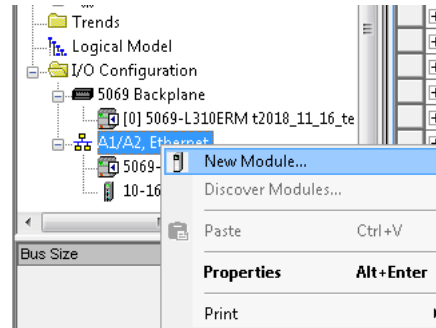 Trends
Logical Model
I/O Configuration
5069 Backplane
[0] 5069-L310ERM t2018_11_16_te
A1/A2, Ethernet
5069-
10-16
New Module...
Discover Modules...
Paste Ctrl+V
Properties Alt+Enter
Print
Bus Size